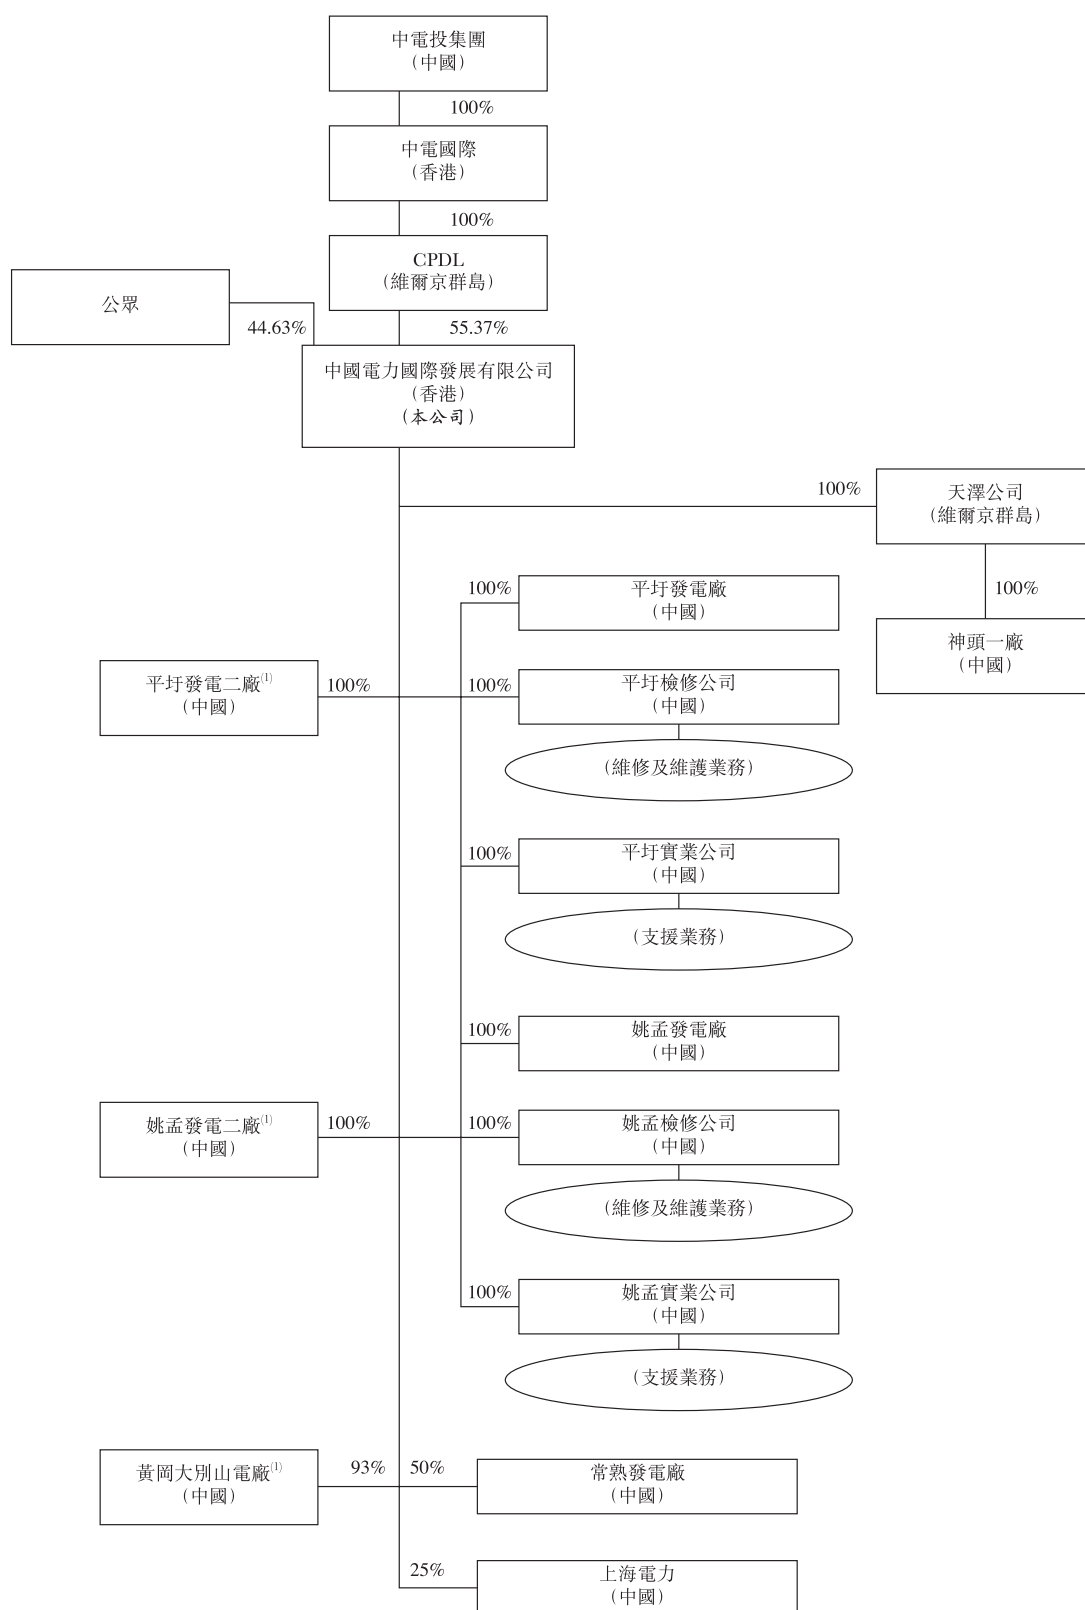 中電投集團
（中國）
100%
中電國際
（香港）
100%
CPDL
（維爾京群島）
公眾
44.63%
55.37%
中國電力國際發展有限公司
（香港）
（本公司）
100%
天澤公司
（維爾京群島）
100%
神頭一廠
（中國）
100%
平圩發電廠
（中國）
平圩發電二廠(1)
（中國）
100%
100%
平圩檢修公司
（中國）
（維修及維護業務）
100%
平圩實業公司
（中國）
（支援業務）
100%
姚孟發電廠
（中國）
姚孟發電二廠(1)
（中國）
100%
100%
姚孟檢修公司
（中國）
（維修及維護業務）
100%
姚孟實業公司
（中國）
（支援業務）
黃岡大別山電廠(1)
（中國）
93%
50%
常熟發電廠
（中國）
25%
上海電力
（中國）